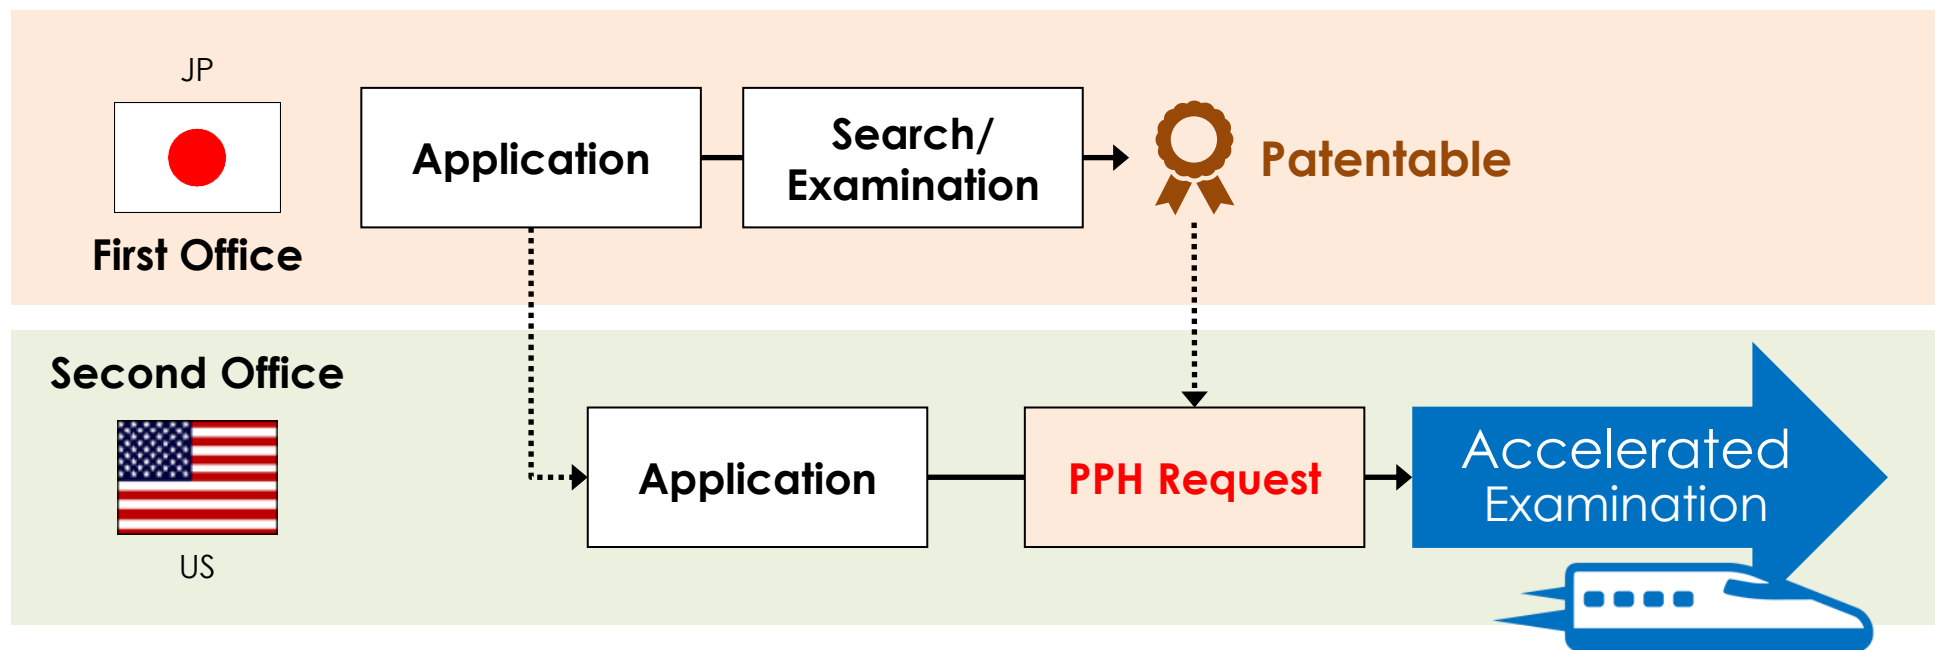 JP
First Office
Application
Search/
Examination
Patentable
Second Office
US
Application
PPH Request
Accelerated
Examination